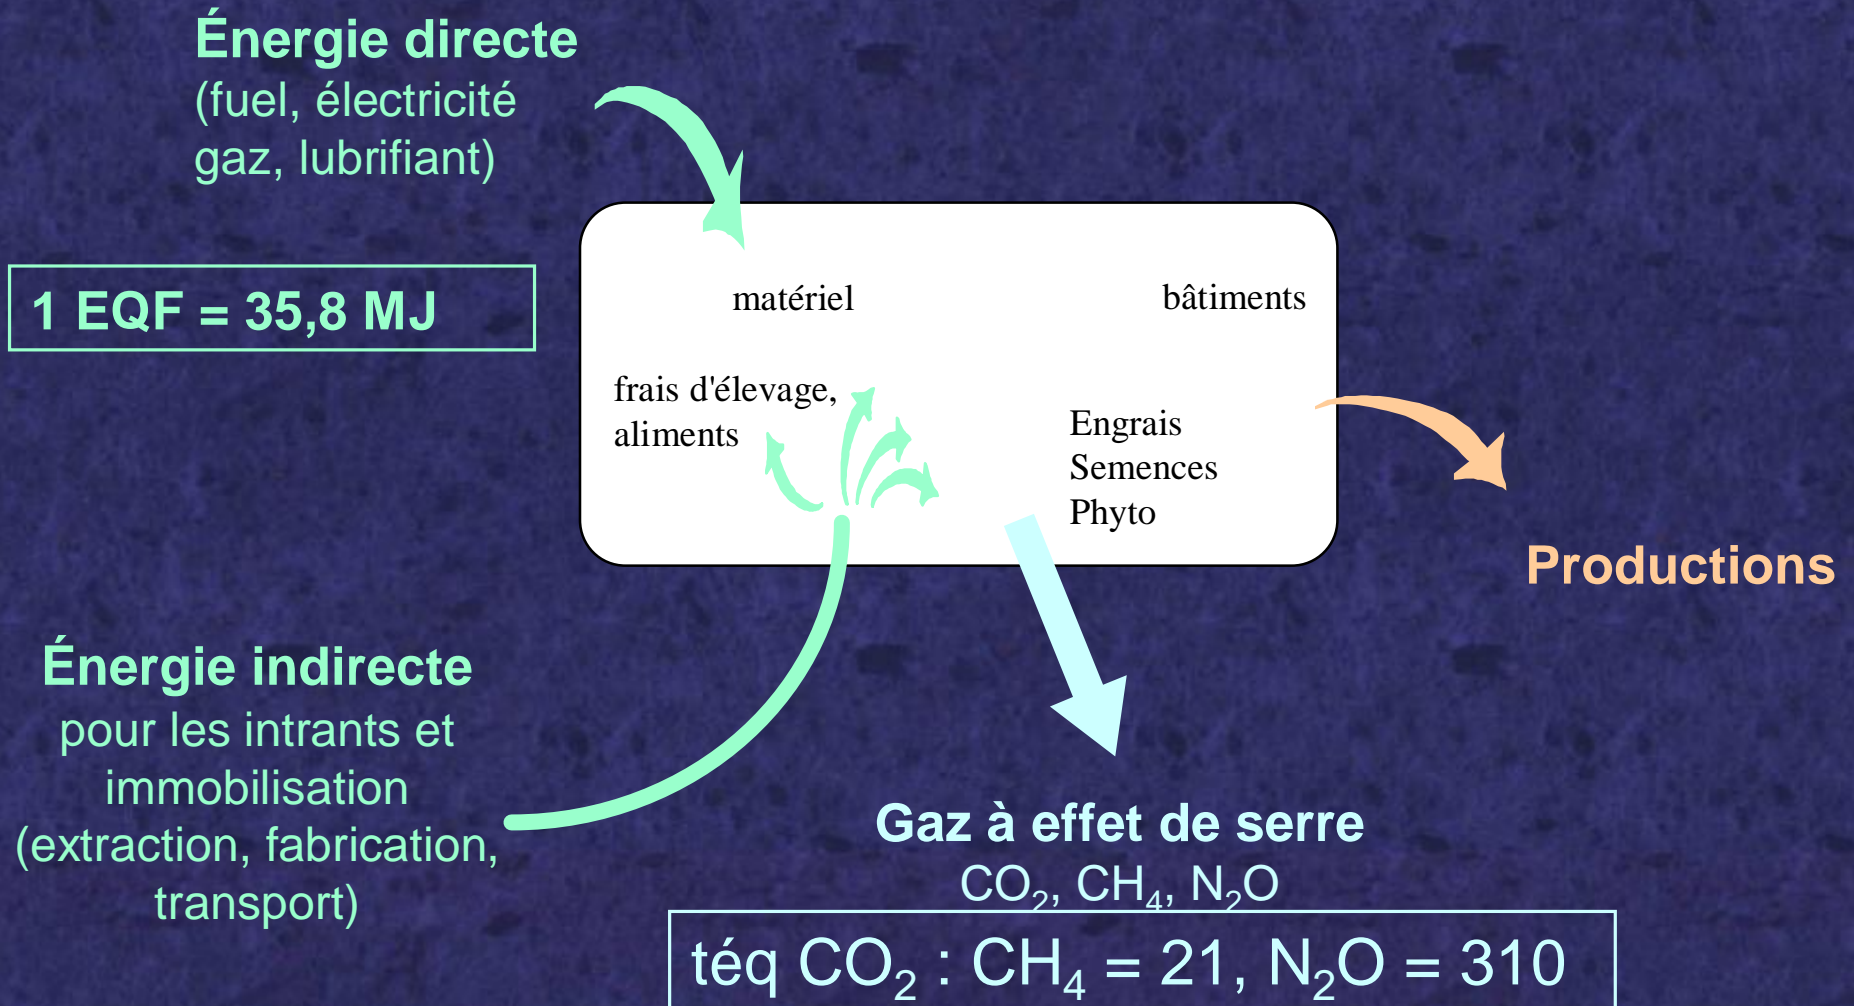 Énergie directe
(fuel, électricité
gaz, lubrifiant)
1 EQF = 35,8 MJ
matériel
bâtiments
frais d'élevage,
aliments
Engrais
Semences
Phyto
Productions
Énergie indirecte
pour les intrants et
immobilisation
(extraction, fabrication,
transport)
Gaz à effet de serre
CO₂, CH₄, N₂O
téq CO₂ : CH₄ = 21, N₂O = 310